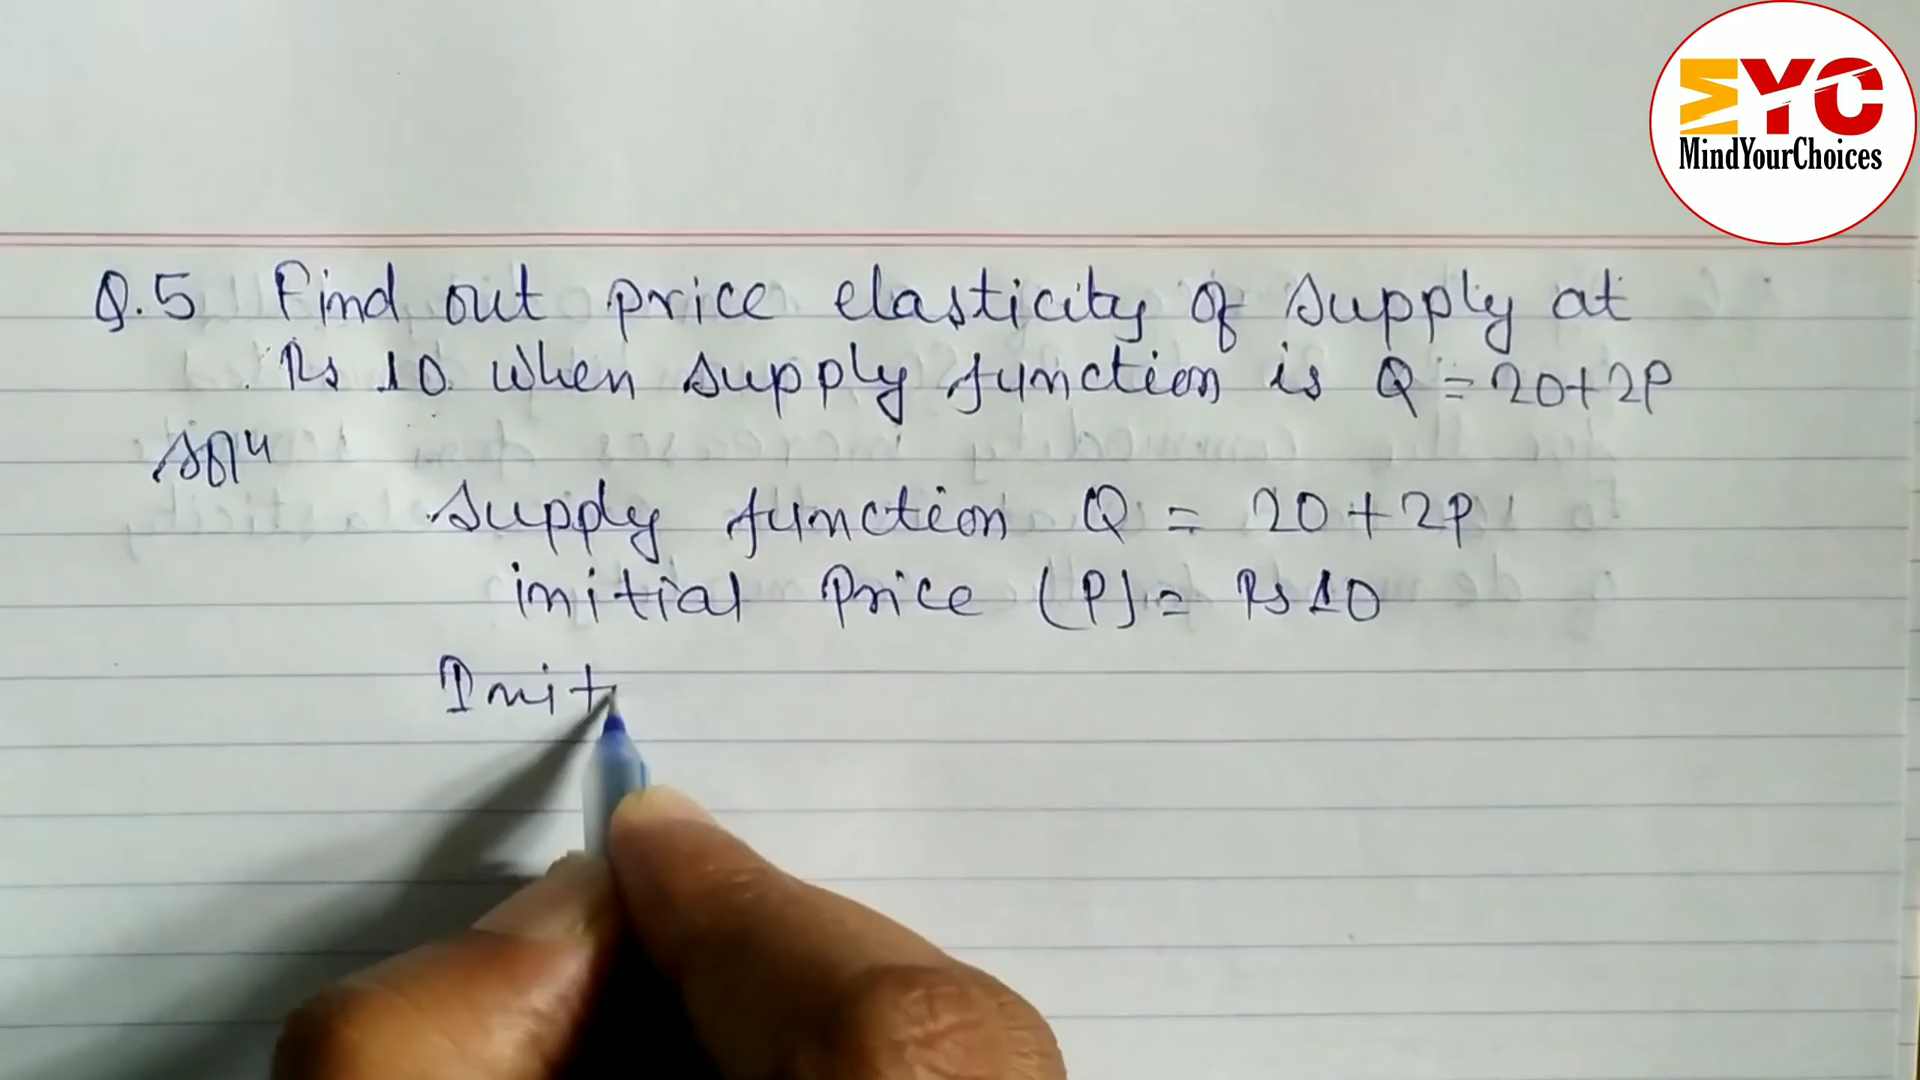 MYC
MindYourChoices
Q.5 Find out price elasticity of supply at
Rs 10. when supply function is Q = 20+2P
Solⁿ
Supply function Q = 20+2P
initial Price (P) = Rs 10
Init